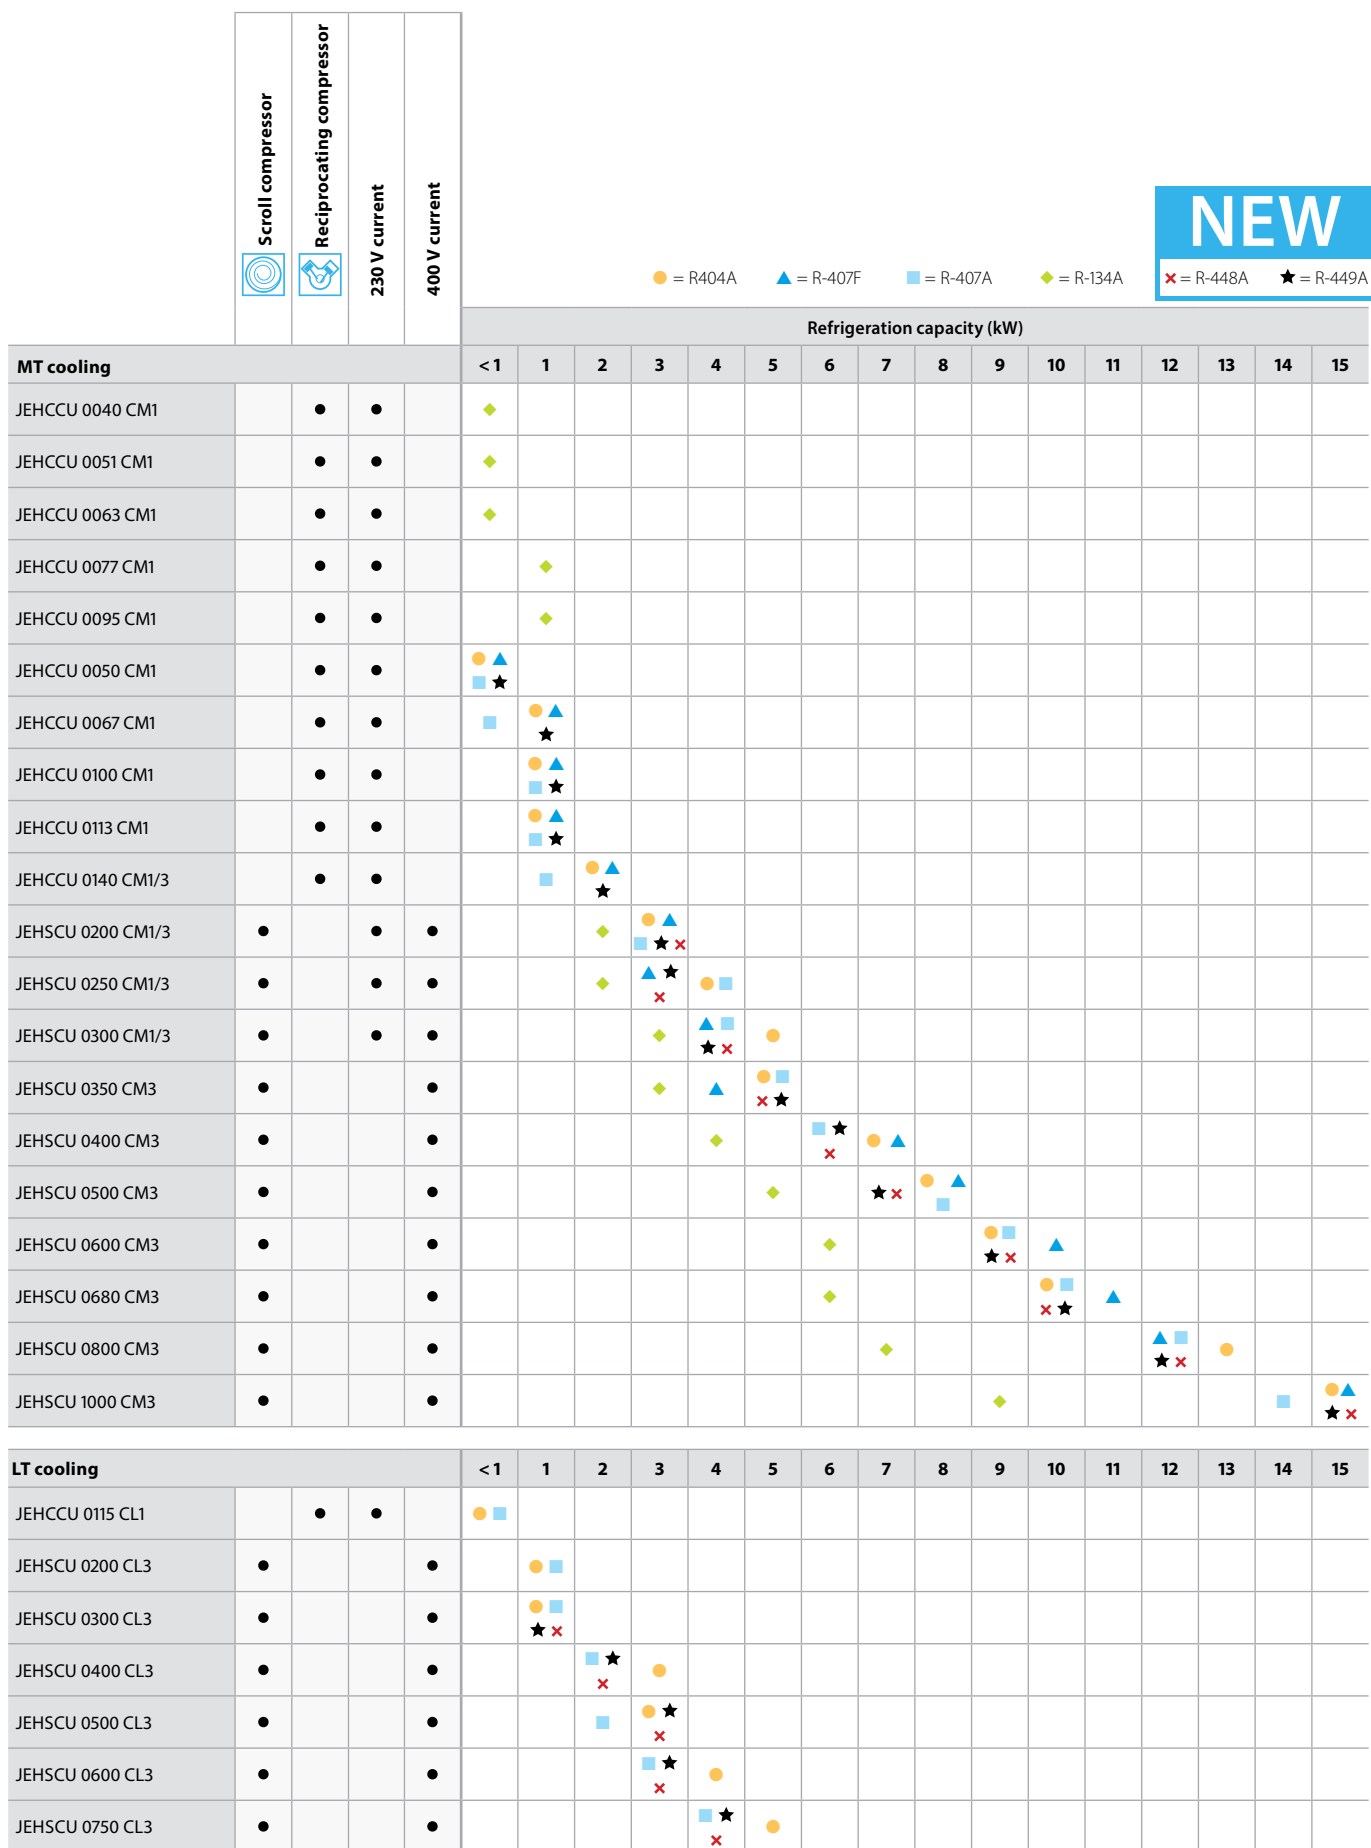 Scroll compressor
Reciprocating compressor
230 V current
400 V current
NEW
= R404A = R-407F = R-407A = R-134A = R-448A = R-449A
Refrigeration capacity (kW)
MT cooling < 1 1 2 3 4 5 6 7 8 9 10 11 12 13 14 15
JEHCCU 0040 CM1
JEHCCU 0051 CM1
JEHCCU 0063 CM1
JEHCCU 0077 CM1
JEHCCU 0095 CM1
JEHCCU 0050 CM1
JEHCCU 0067 CM1
JEHCCU 0100 CM1
JEHCCU 0113 CM1
JEHCCU 0140 CM1/3
JEHSCU 0200 CM1/3
JEHSCU 0250 CM1/3
JEHSCU 0300 CM1/3
JEHSCU 0350 CM3
JEHSCU 0400 CM3
JEHSCU 0500 CM3
JEHSCU 0600 CM3
JEHSCU 0680 CM3
JEHSCU 0800 CM3
JEHSCU 1000 CM3
LT cooling < 1 1 2 3 4 5 6 7 8 9 10 11 12 13 14 15
JEHCCU 0115 CL1
JEHSCU 0200 CL3
JEHSCU 0300 CL3
JEHSCU 0400 CL3
JEHSCU 0500 CL3
JEHSCU 0600 CL3
JEHSCU 0750 CL3